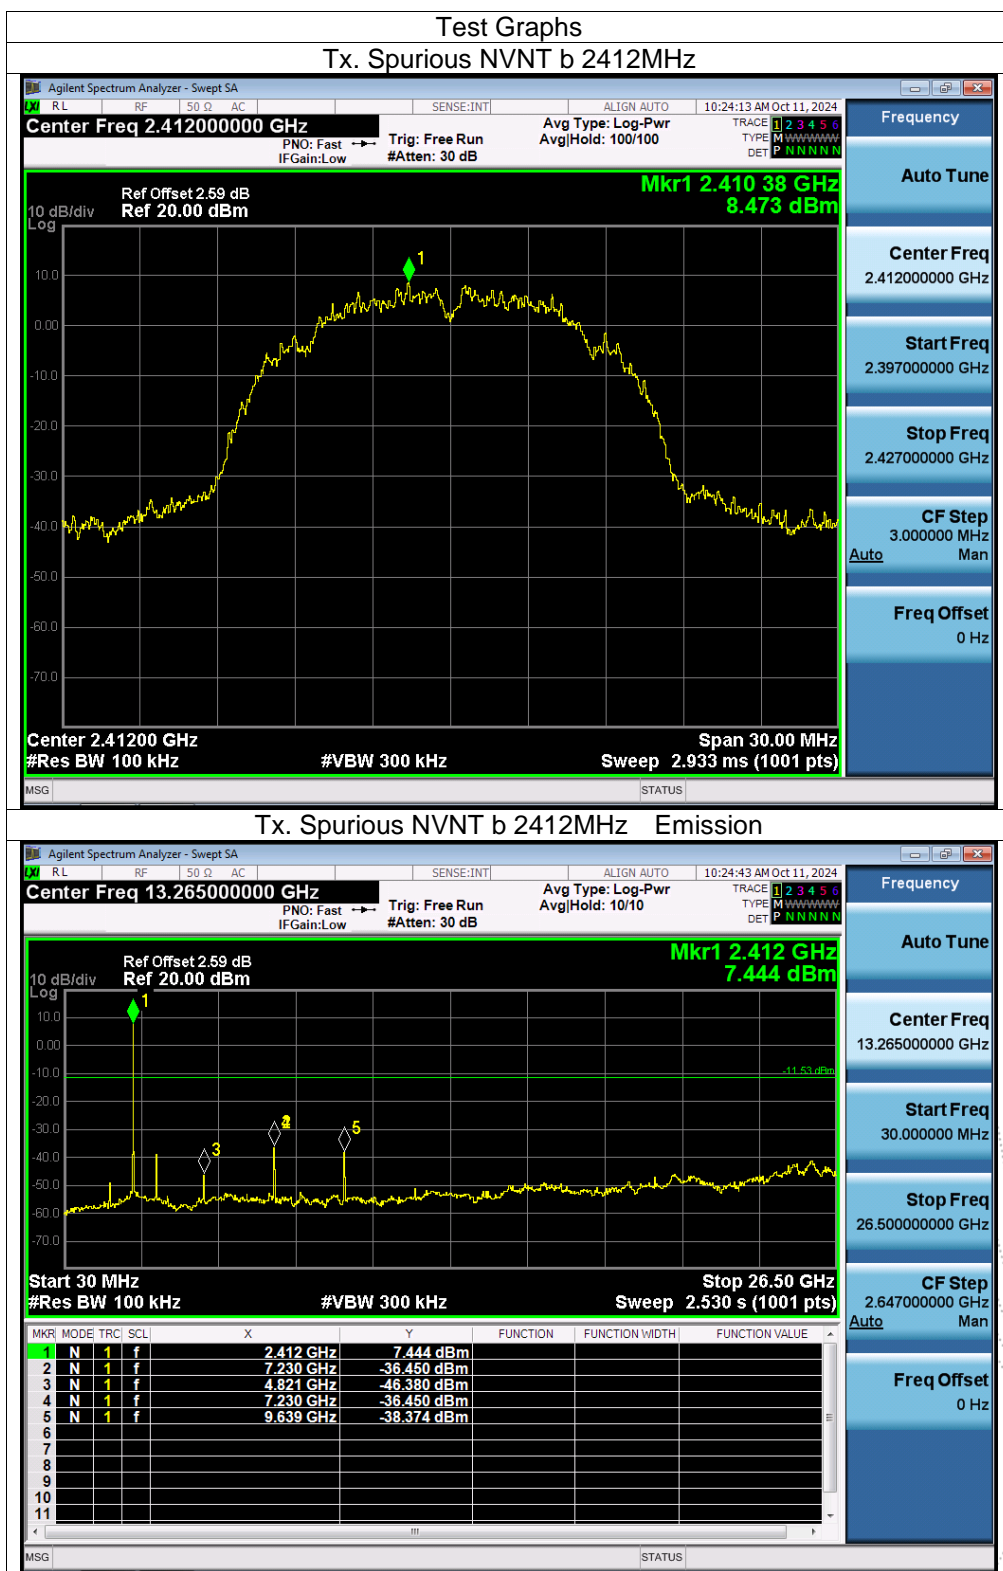 Test Graphs
Tx. Spurious NVNT b 2412MHz
Agilent Spectrum Analyzer - Swept SA
LXI RL RF 50 Ω AC SENSE:INT ALIGN AUTO 10:24:13 AM Oct 11, 2024
Center Freq 2.412000000 GHz
PNO: Fast
IFGain:Low
Trig: Free Run
#Atten: 30 dB
Avg Type: Log-Pwr
Avg|Hold: 100/100
TRACE 1 2 3 4 5 6
TYPE M WWWWW
DET P N N N N N
Frequency
Auto Tune
Center Freq
2.412000000 GHz
Start Freq
2.397000000 GHz
Stop Freq
2.427000000 GHz
CF Step
3.000000 MHz
Auto Man
Freq Offset
0 Hz
Mkr1 2.410 38 GHz
8.473 dBm
Ref Offset 2.59 dB
10 dB/div Ref 20.00 dBm
Log
1
10.0
0.00
-10.0
-20.0
-30.0
-40.0
-50.0
-60.0
-70.0
Center 2.41200 GHz Span 30.00 MHz
#Res BW 100 kHz #VBW 300 kHz Sweep 2.933 ms (1001 pts)
MSG STATUS
Tx. Spurious NVNT b 2412MHz Emission
Agilent Spectrum Analyzer - Swept SA
LXI RL RF 50 Ω AC SENSE:INT ALIGN AUTO 10:24:43 AM Oct 11, 2024
Center Freq 13.265000000 GHz
PNO: Fast
IFGain:Low
Trig: Free Run
#Atten: 30 dB
Avg Type: Log-Pwr
Avg|Hold: 10/10
TRACE 1 2 3 4 5 6
TYPE M WWWWW
DET P N N N N N
Frequency
Auto Tune
Center Freq
13.265000000 GHz
Start Freq
30.000000 MHz
Stop Freq
26.500000000 GHz
CF Step
2.647000000 GHz
Auto Man
Freq Offset
0 Hz
Mkr1 2.412 GHz
7.444 dBm
Ref Offset 2.59 dB
10 dB/div Ref 20.00 dBm
Log
1
10.0
0.00
-10.0
-11.53 dBm
-20.0
-30.0
5
3
-40.0
-50.0
-60.0
-70.0
Start 30 MHz Stop 26.50 GHz
#Res BW 100 kHz #VBW 300 kHz Sweep 2.530 s (1001 pts)
MKR MODE TRC SCL X Y FUNCTION FUNCTION WIDTH FUNCTION VALUE
1 N 1 f 2.412 GHz 7.444 dBm
2 N 1 f 7.230 GHz -36.450 dBm
3 N 1 f 4.821 GHz -46.380 dBm
4 N 1 f 7.230 GHz -36.450 dBm
5 N 1 f 9.639 GHz -38.374 dBm
6
7
8
9
10
11
MSG STATUS